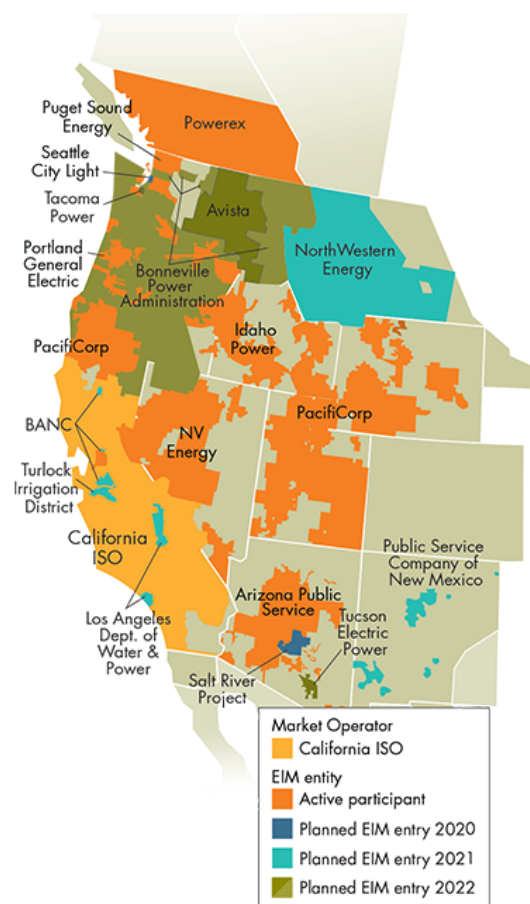 Powerex
Puget Sound
Energy
Seattle
City Light
Tacoma
Power
Avista
Portland
General
Electric
Bonneville
Power
Administration
NorthWestern
Energy
PacifiCorp
Idaho
Power
BANC
NV
Energy
PacifiCorp
Turlock
Irrigation
District
California
ISO
Los Angeles
Dept. of
Water &
Power
Arizona Public
Service
Public Service
Company of
New Mexico
Tucson
Electric
Power
Salt River
Project
Market Operator
California ISO
EIM entity
Active participant
Planned EIM entry 2020
Planned EIM entry 2021
Planned EIM entry 2022